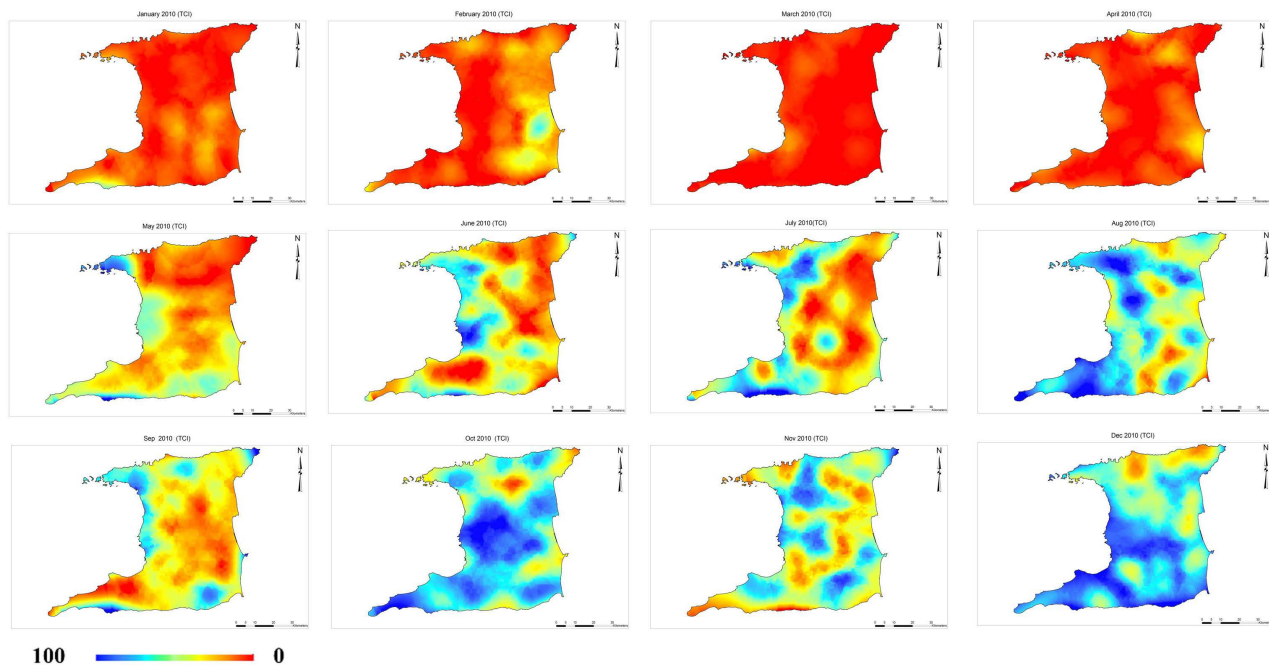 January 2010 (TCI)
February 2010 (TCI)
March 2010 (TCI)
April 2010 (TCI)
N
N
N
N
May 2010 (TCI)
June 2010 (TCI)
July 2010(TCI)
Aug 2010 (TCI)
N
N
N
N
Sep 2010 (TCI)
Oct 2010 (TCI)
Nov 2010 (TCI)
Dec 2010 (TCI)
N
N
N
N
100 0